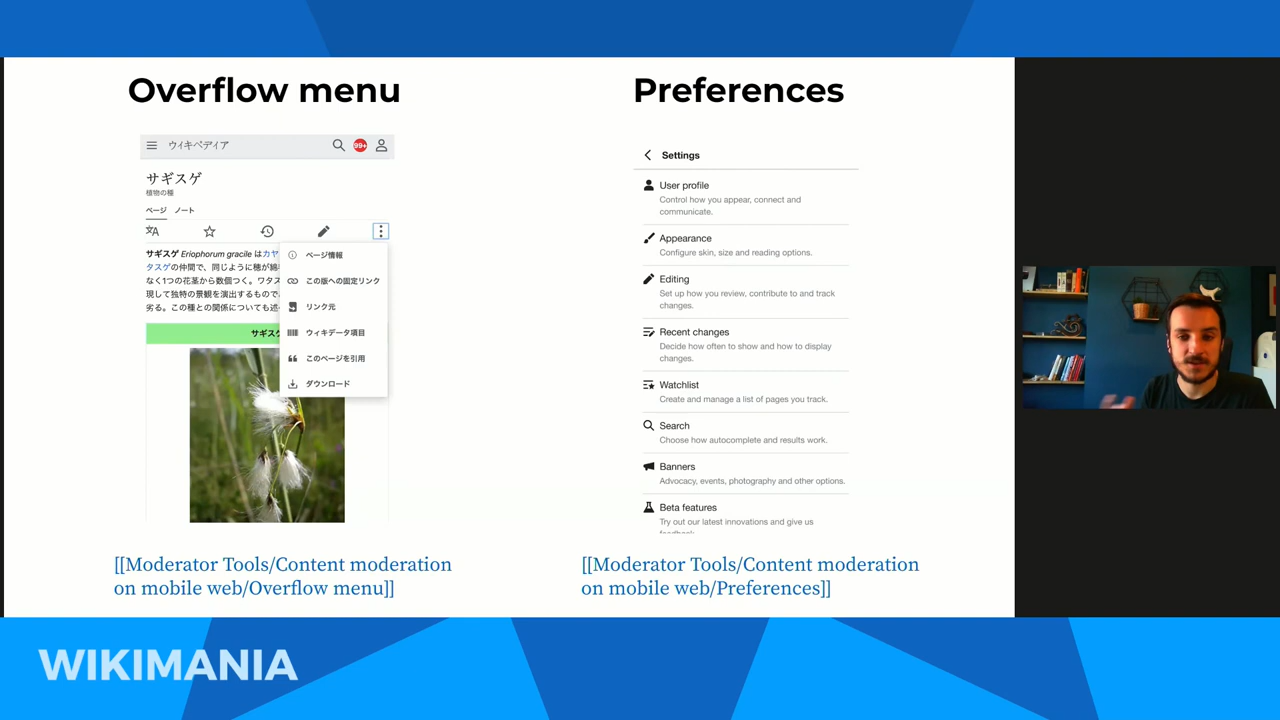 Overflow menu
ウィキペディア
99+
サギスゲ
植物の種
ページ ノート
サギスゲ Eriophorum gracile はカヤ
タスゲの仲間で、同じように穂が綿
なく1つの花茎から数個つく。ワタス
現して独特の景観を演出するもので
劣る。この種との関係についても述
サギスゲ
ページ情報
この版への固定リンク
リンク元
ウィキデータ項目
このページを引用
ダウンロード
[[Moderator Tools/Content moderation
on mobile web/Overflow menu]]
Preferences
Settings
User profile
Control how you appear, connect and
communicate.
Appearance
Configure skin, size and reading options.
Editing
Set up how you review, contribute to and track
changes.
Recent changes
Decide how often to show and how to display
changes.
Watchlist
Create and manage a list of pages you track.
Search
Choose how autocomplete and results work.
Banners
Advocacy, events, photography and other options.
Beta features
Try out our latest innovations and give us
feedback.
[[Moderator Tools/Content moderation
on mobile web/Preferences]]
WIKIMANIA